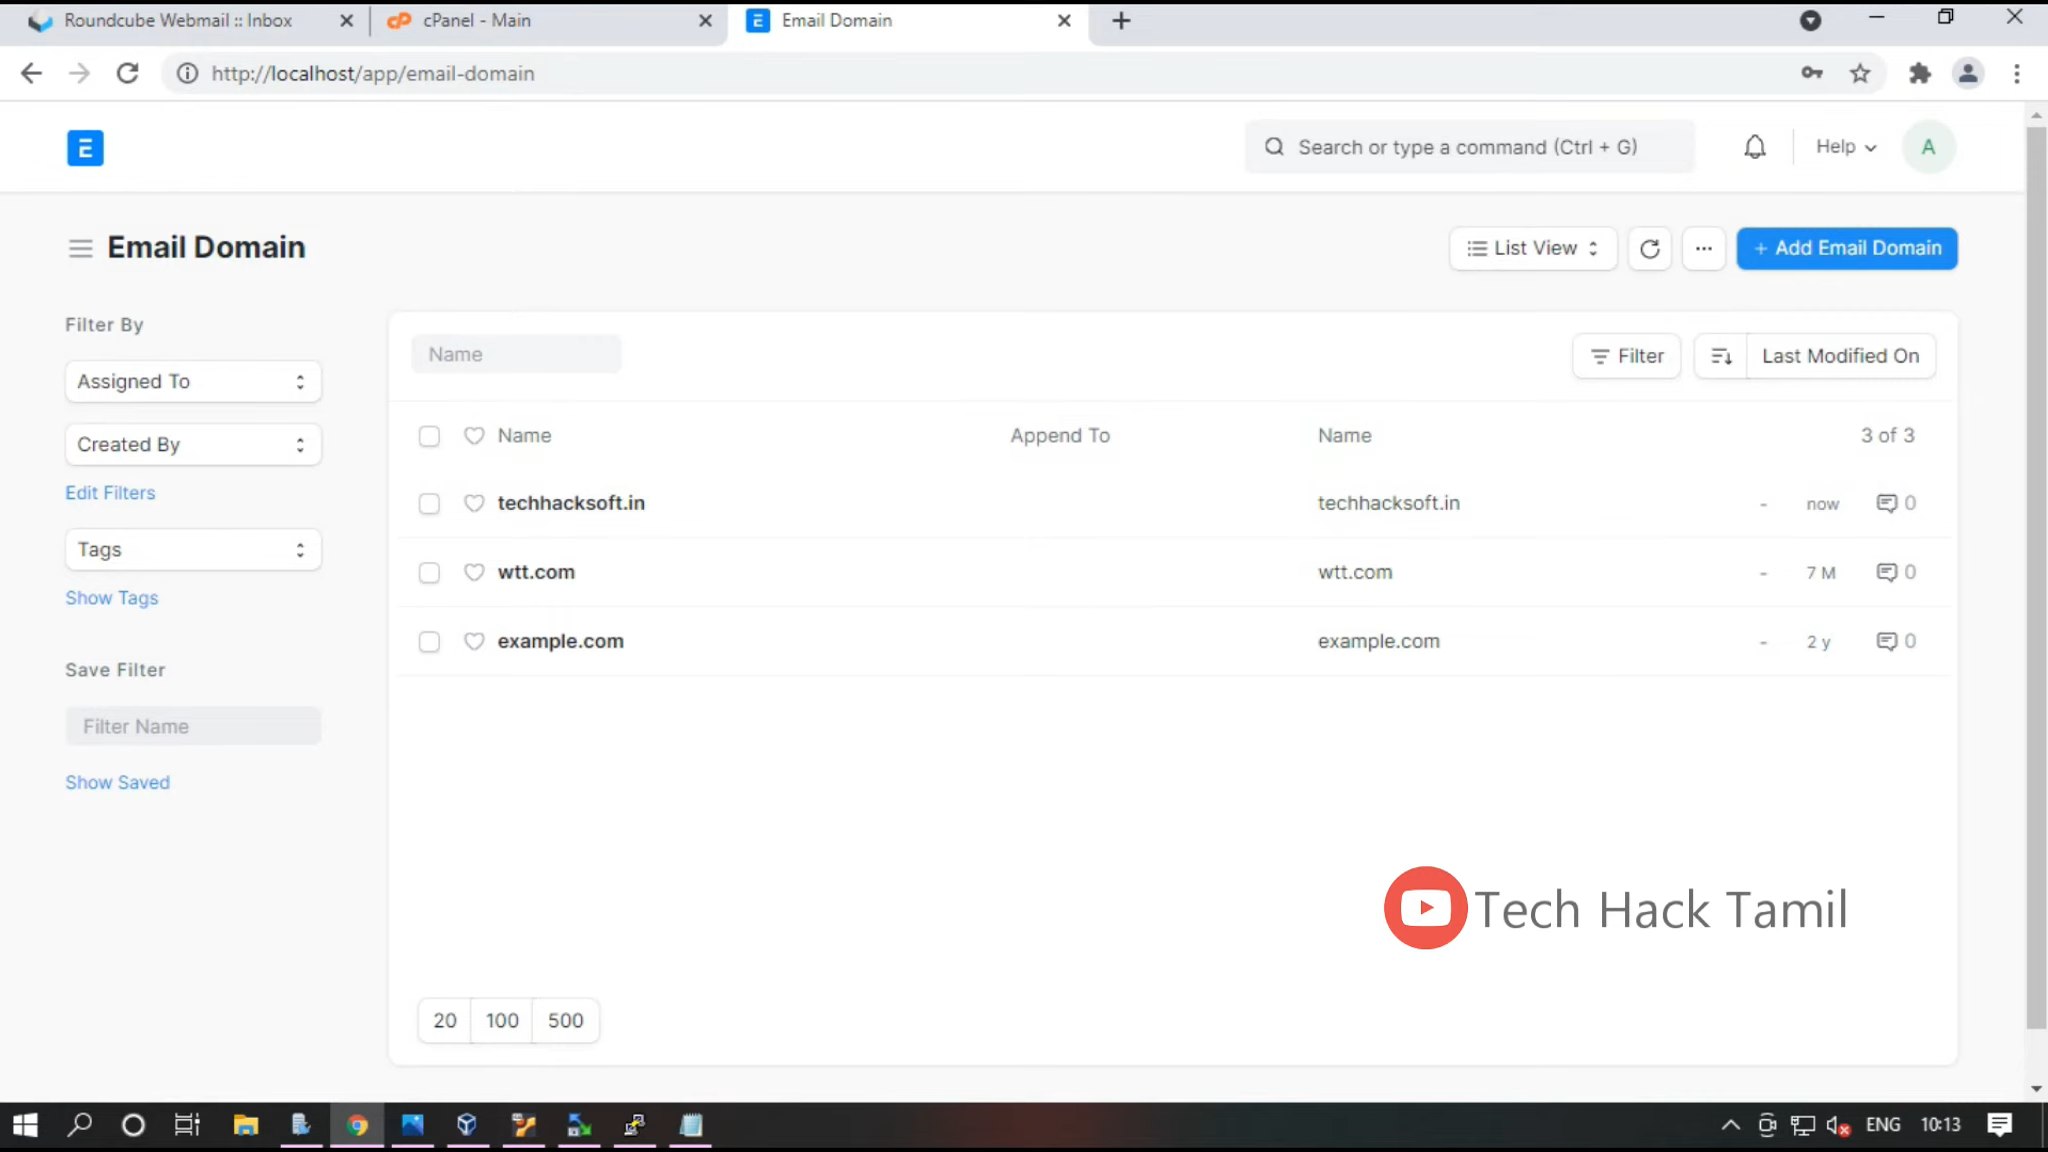 Roundcube Webmail :: Inbox
cPanel - Main
Email Domain
http://localhost/app/email-domain
Search or type a command (Ctrl + G)
Help
A
Email Domain
List View
+ Add Email Domain
Filter By
Assigned To
Created By
Edit Filters
Tags
Show Tags
Save Filter
Filter Name
Show Saved
Name
Filter
Last Modified On
Name Append To Name 3 of 3
techhacksoft.in techhacksoft.in - now 0
wtt.com wtt.com - 7 M 0
example.com example.com - 2 y 0
Tech Hack Tamil
20 100 500
ENG 10:13